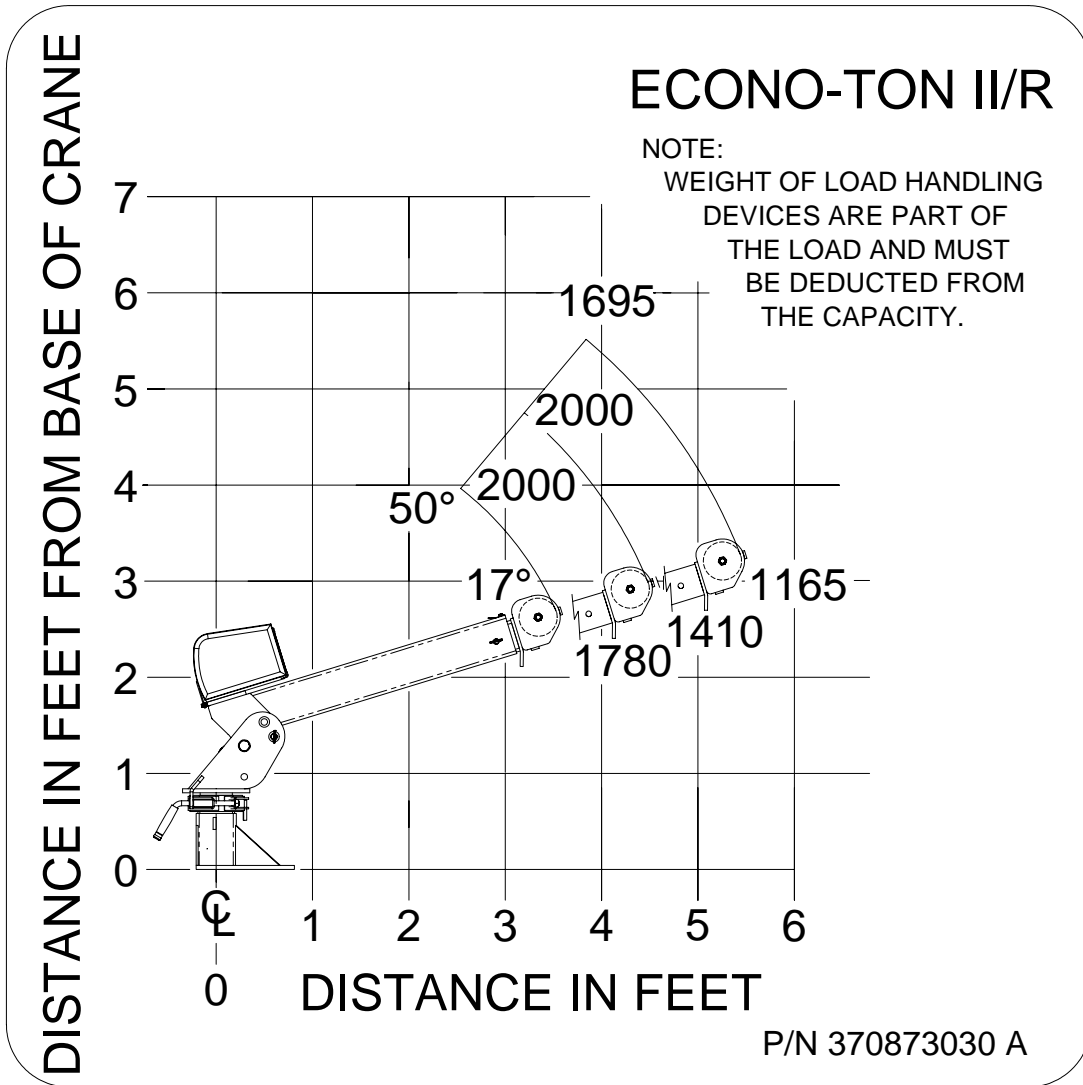 DISTANCE IN FEET FROM BASE OF CRANE
ECONO-TON II/R
NOTE:
WEIGHT OF LOAD HANDLING
DEVICES ARE PART OF
THE LOAD AND MUST
BE DEDUCTED FROM
THE CAPACITY.
7
6
1695
5
2000
4
2000
50°
3
17°
1165
1410
1780
2
1
0
℄
1 2 3 4 5 6
0
DISTANCE IN FEET
P/N 370873030 A